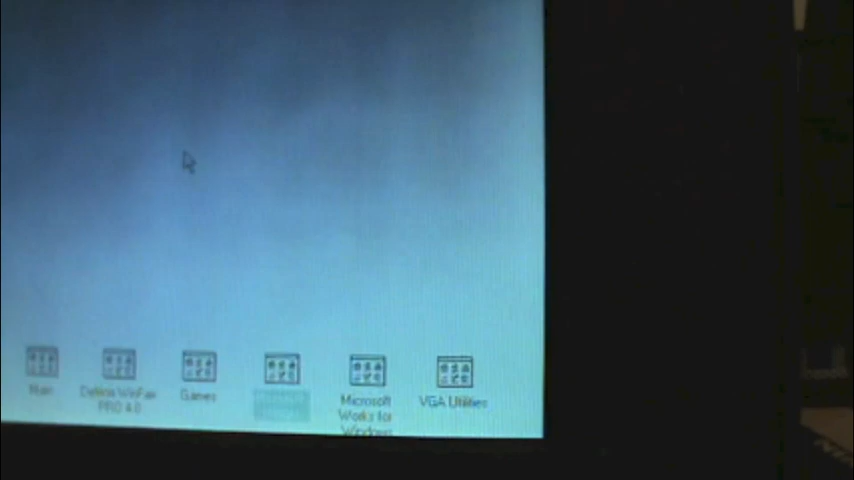 Main
Delrina WinFax
PRO 4.0
Games
Microsoft
Works for
Windows
VGA Utilities